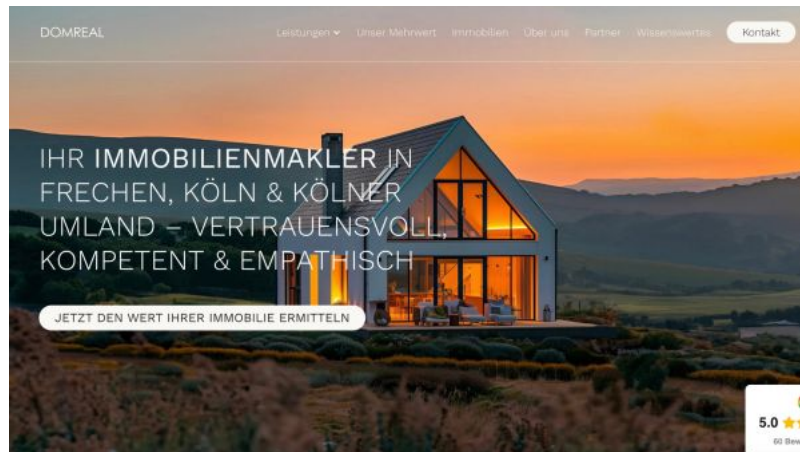 DOMREAL
Leistungen Unser Mehrwert Immobilien Über uns Partner Wissenswertes Kontakt
IHR IMMOBILIENMAKLER IN
FRECHEN, KÖLN & KÖLNER
UMLAND – VERTRAUENSVOLL,
KOMPETENT & EMPATHISCH
JETZT DEN WERT IHRER IMMOBILIE ERMITTELN
5.0
60